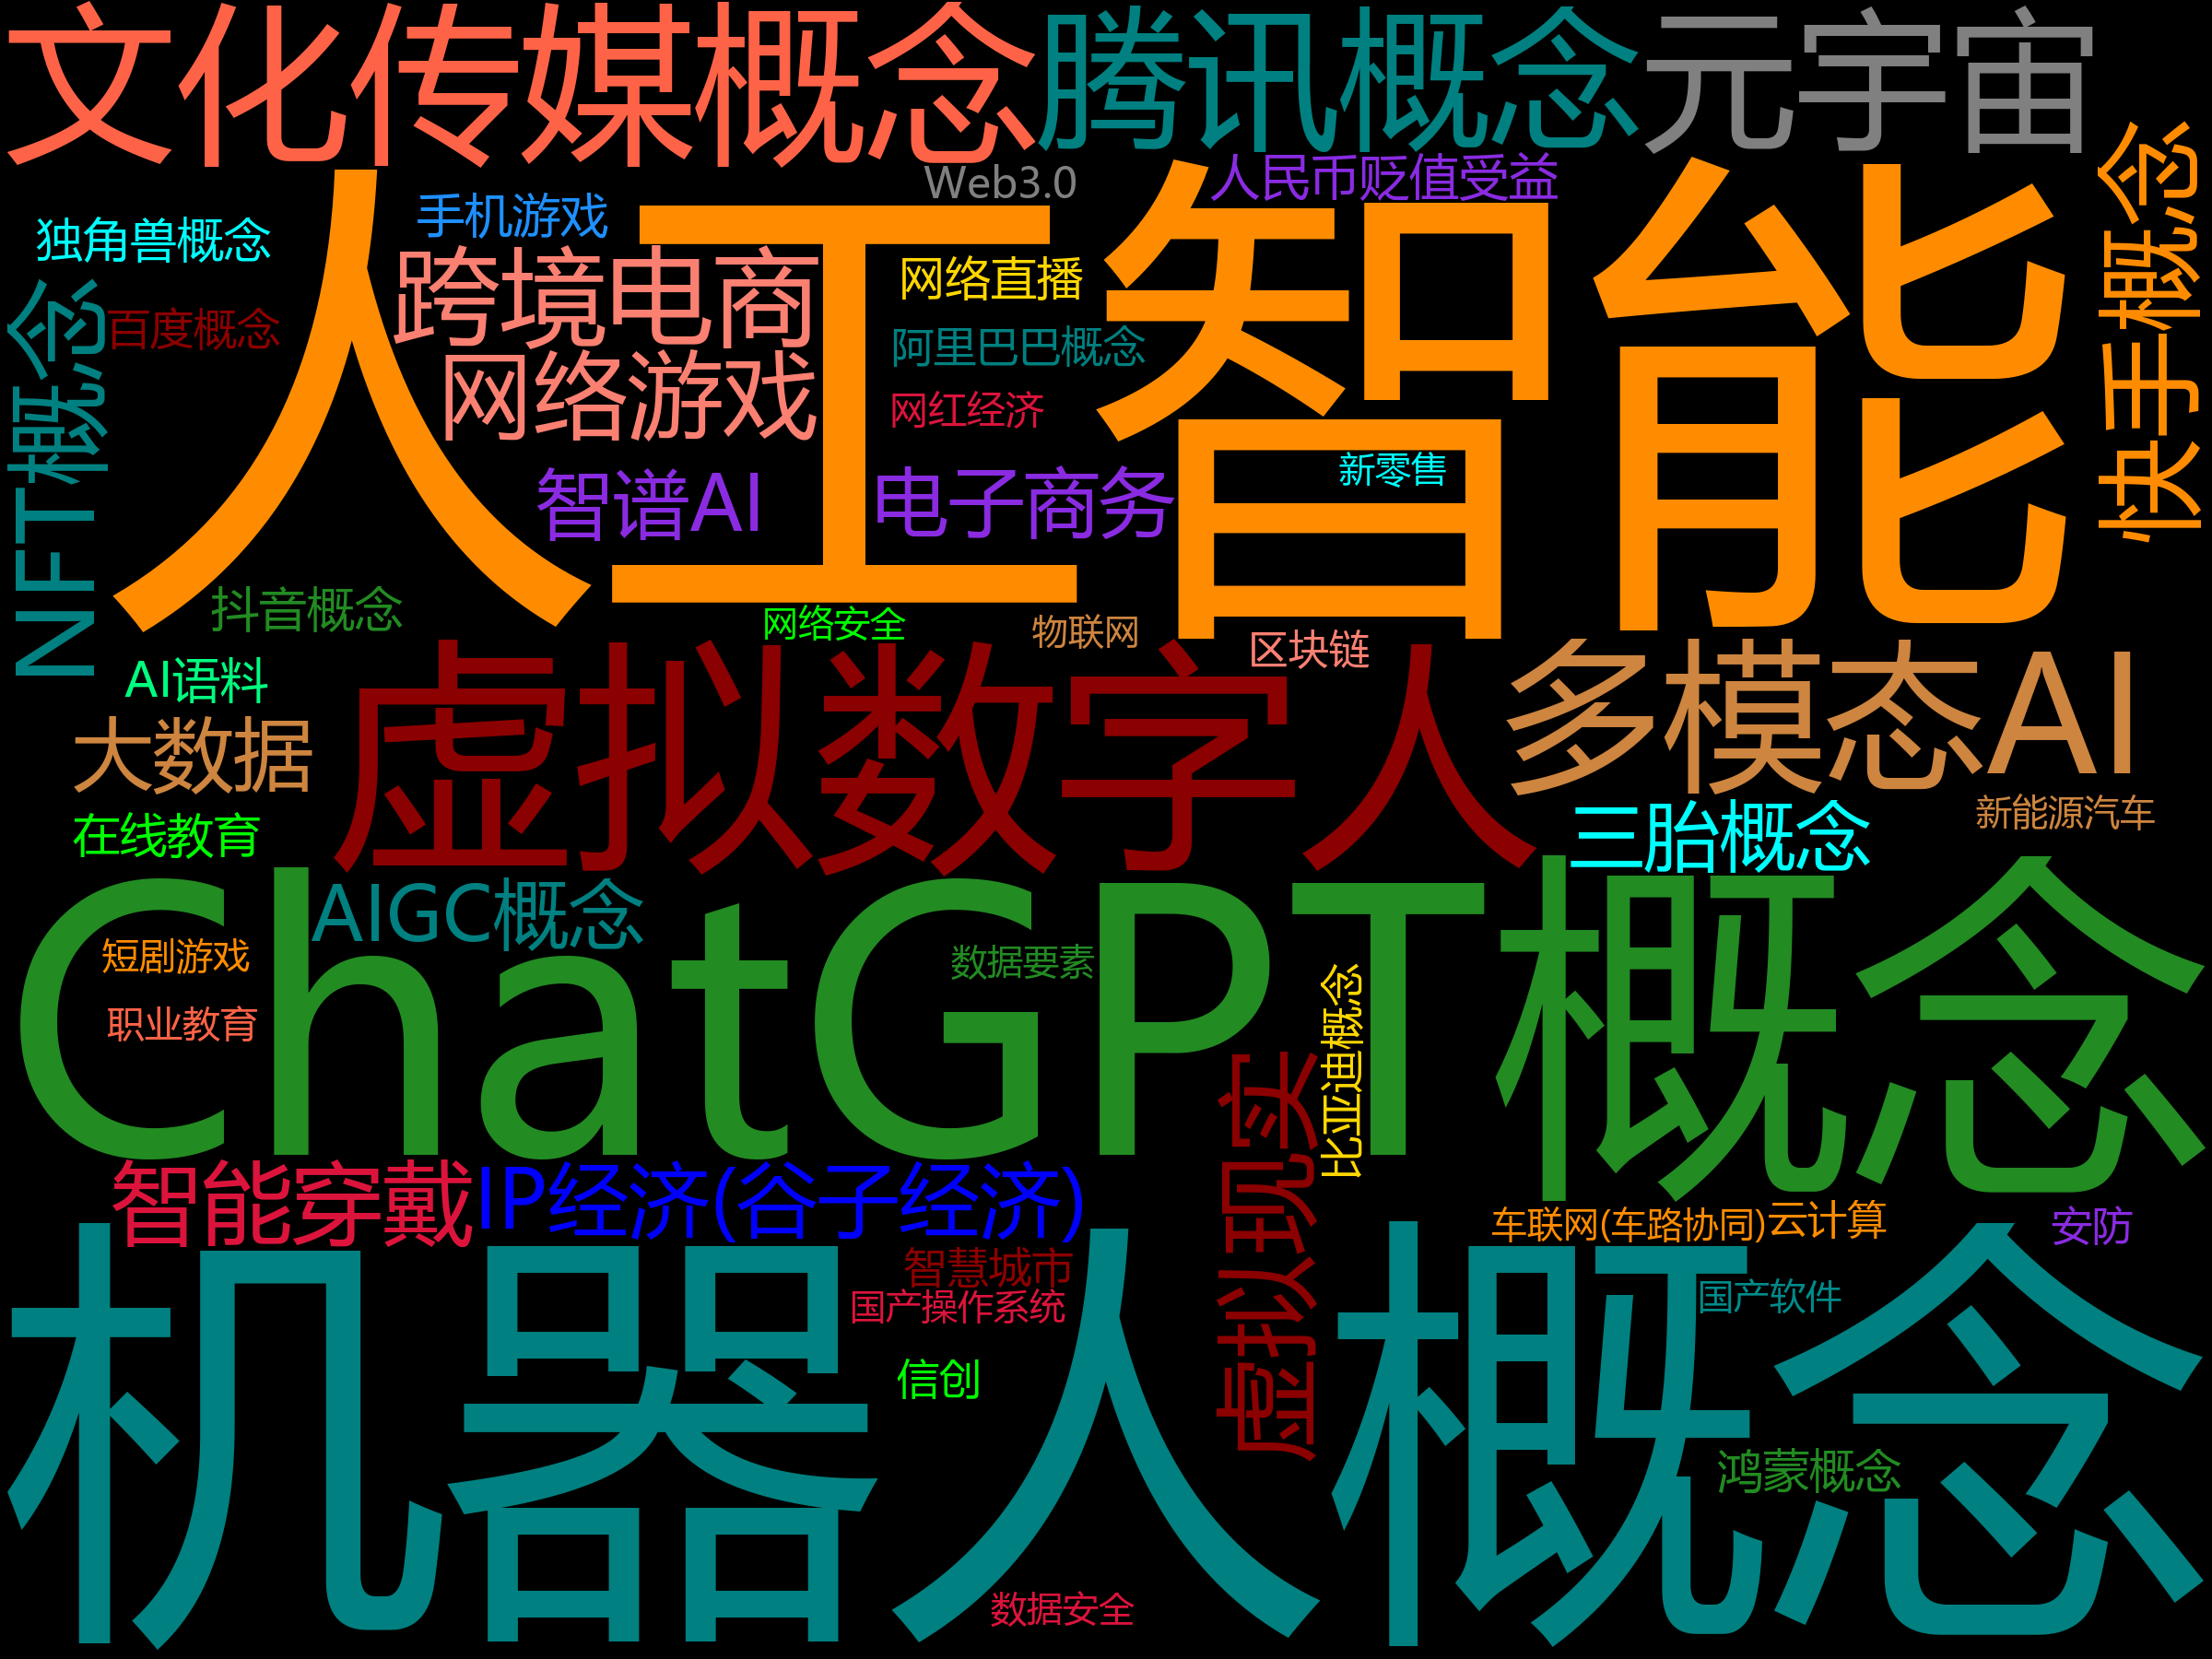 文化传媒概念
腾讯概念
元宇宙
Web3.0
人民币贬值受益
手机游戏
独角兽概念
人工智能
快手概念
跨境电商
网络直播
NFT概念
百度概念
阿里巴巴概念
网络游戏
网红经济
智谱AI
电子商务
新零售
抖音概念
网络安全
物联网
区块链
AI语料
虚拟数字人
多模态AI
大数据
在线教育
三胎概念
新能源汽车
ChatGPT概念
AIGC概念
短剧游戏
数据要素
职业教育
比亚迪概念
虚拟现实
智能穿戴
IP经济(谷子经济)
车联网(车路协同)
云计算
安防
机器人概念
智慧城市
国产操作系统
国产软件
信创
鸿蒙概念
数据安全